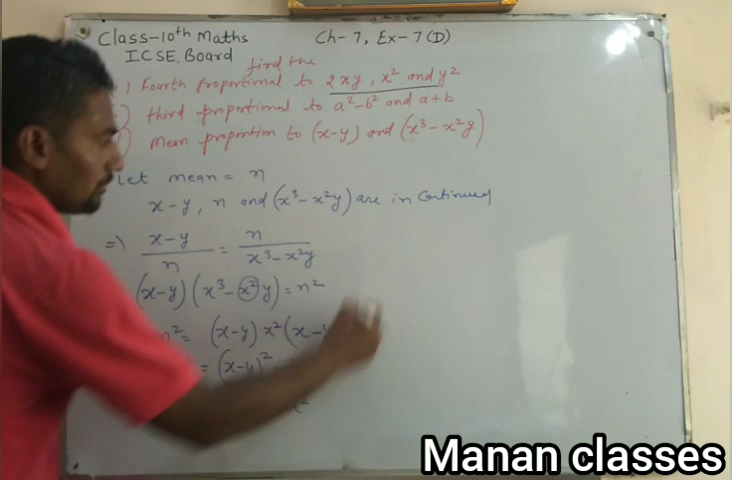 Class-10th Maths Ch-7, Ex-7(D)
ICSE Board
find the
) fourth proportional to 2xy, x² and y²
) third proportional to a²-b² and a+b
) Mean proportion to (x-y) and (x³-x²y)
Let mean = n
x-y, n and (x³-x²y) are in Continued
=> x-y/n = n/x³-x²y
(x-y)(x³-x²y)=n²
n²= (x-y) x²(x-y
= (x-y)²
Manan classes